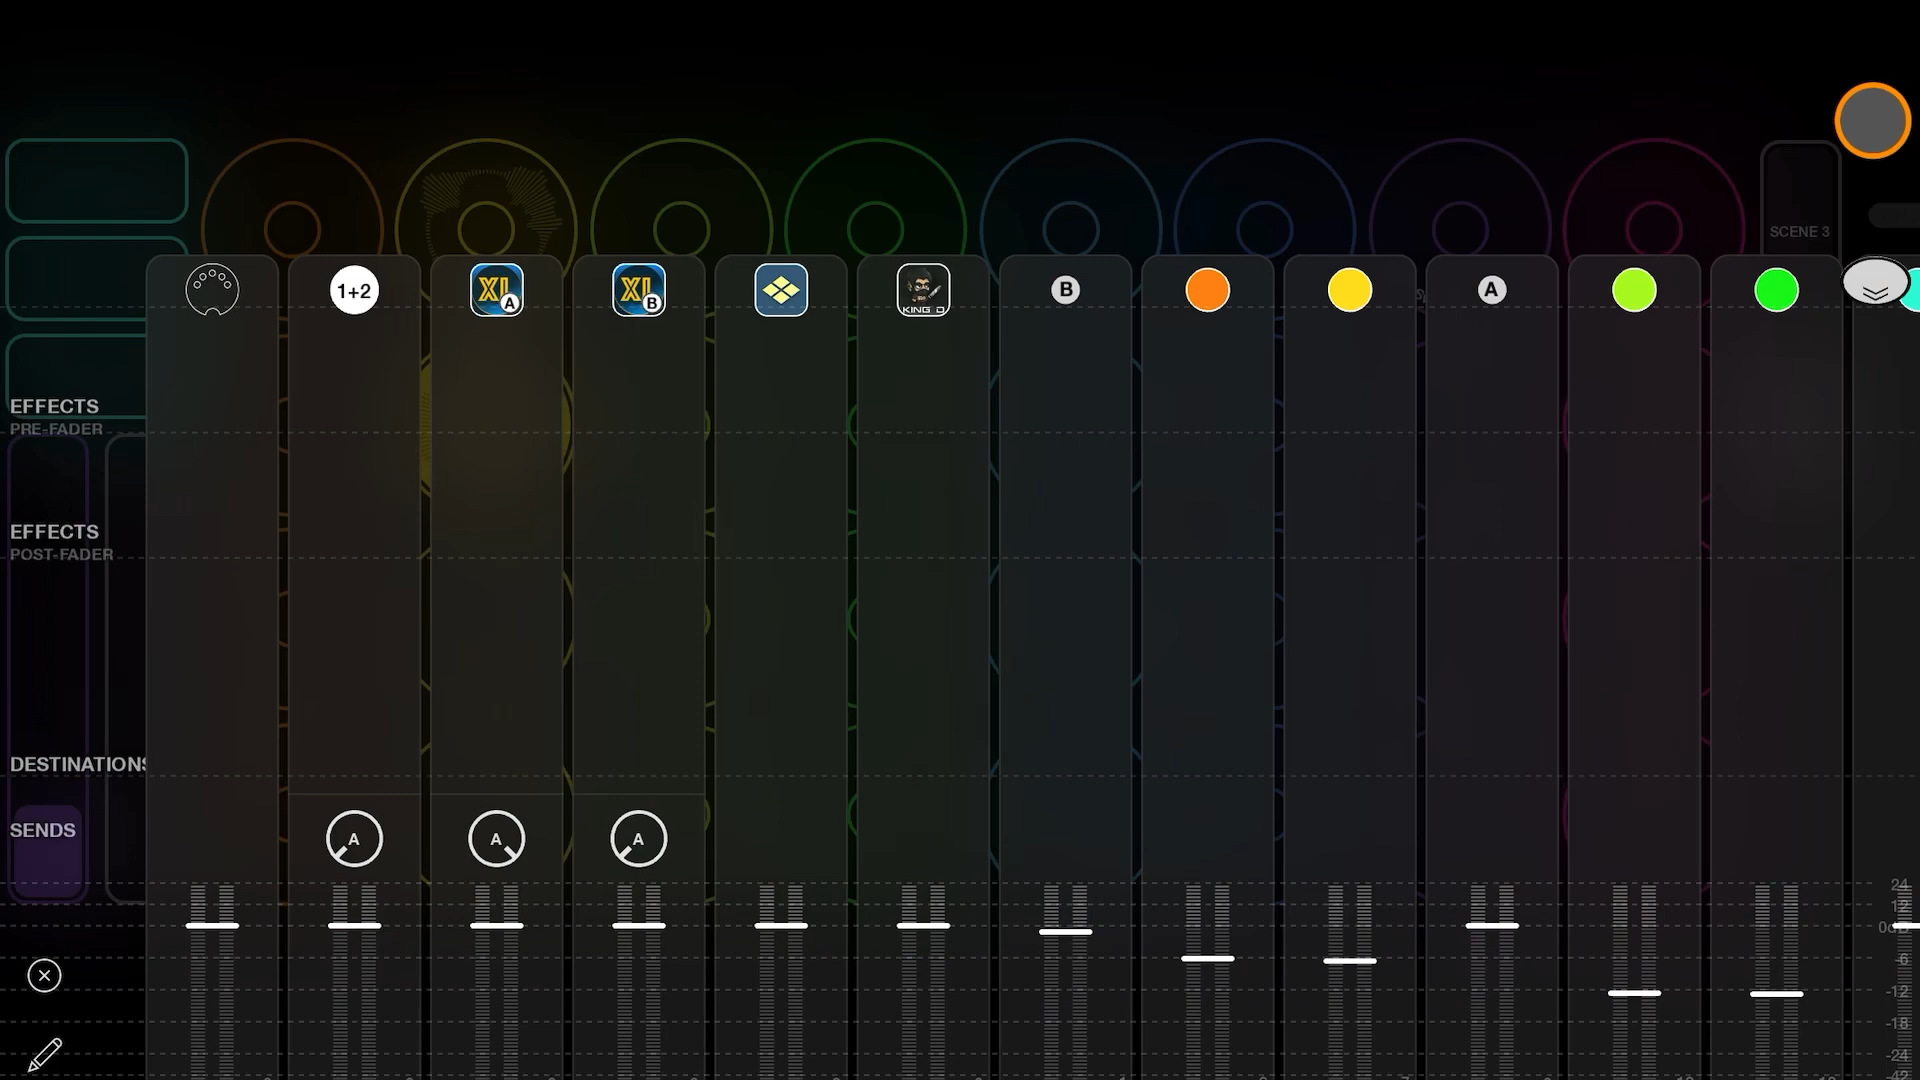 SCENE 3
1+2
XL A
XL B
KING D
B
A
EFFECTS
PRE-FADER
EFFECTS
POST-FADER
DESTINATIONS
SENDS
A
A
A
24
12
0dB
-6
-12
-18
-24